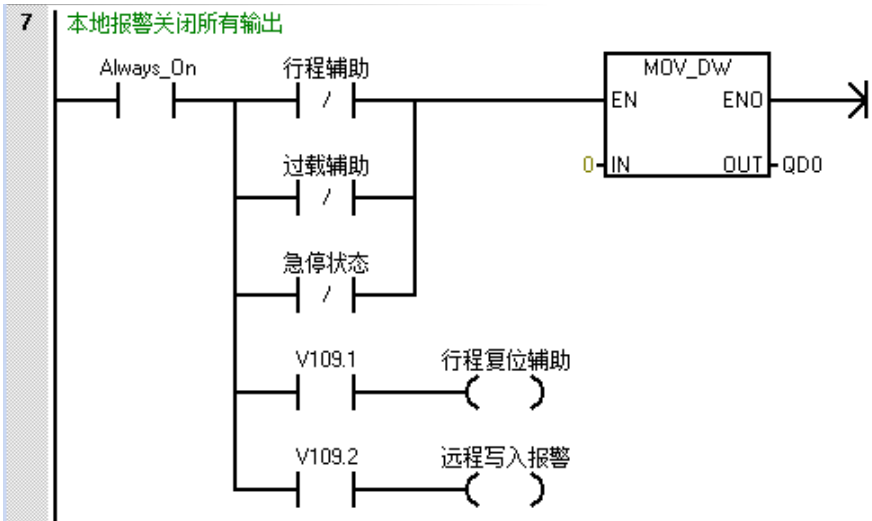 7 本地报警关闭所有输出
Always_On 行程辅助 MOV_DW
/ EN ENO
过载辅助 0 IN OUT QD0
/
急停状态
/
V109.1 行程复位辅助
V109.2 远程写入报警